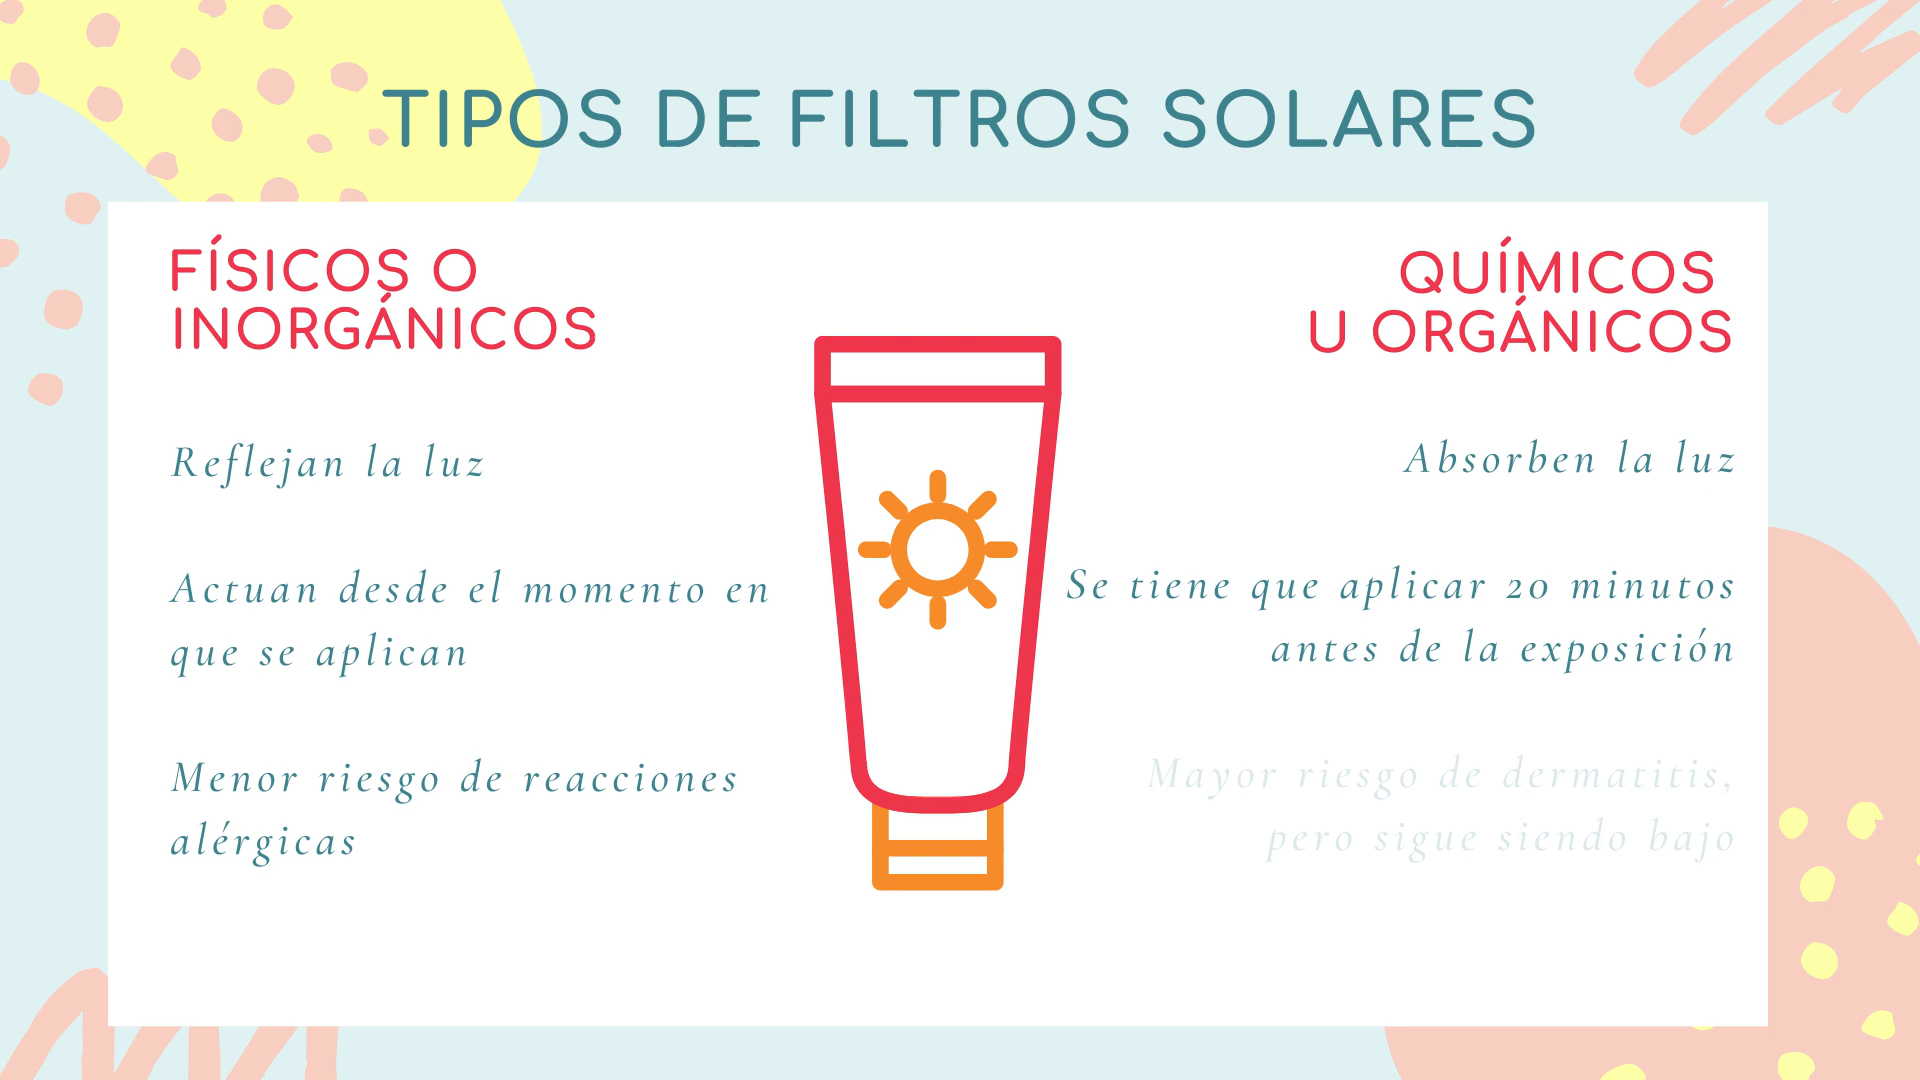 TIPOS DE FILTROS SOLARES
FÍSICOS O
INORGÁNICOS
Reflejan la luz
Actuan desde el momento en
que se aplican
Menor riesgo de reacciones
alérgicas
QUÍMICOS
U ORGÁNICOS
Absorben la luz
Se tiene que aplicar 20 minutos
antes de la exposición
Mayor riesgo de dermatitis,
pero sigue siendo bajo